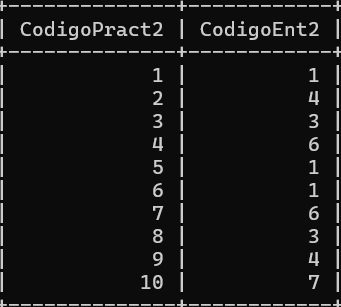 +--------------+------------+
| CodigoPract2 | CodigoEnt2 |
+--------------+------------+
| 1 | 1 |
| 2 | 4 |
| 3 | 3 |
| 4 | 6 |
| 5 | 1 |
| 6 | 1 |
| 7 | 6 |
| 8 | 3 |
| 9 | 4 |
| 10 | 7 |
+--------------+------------+